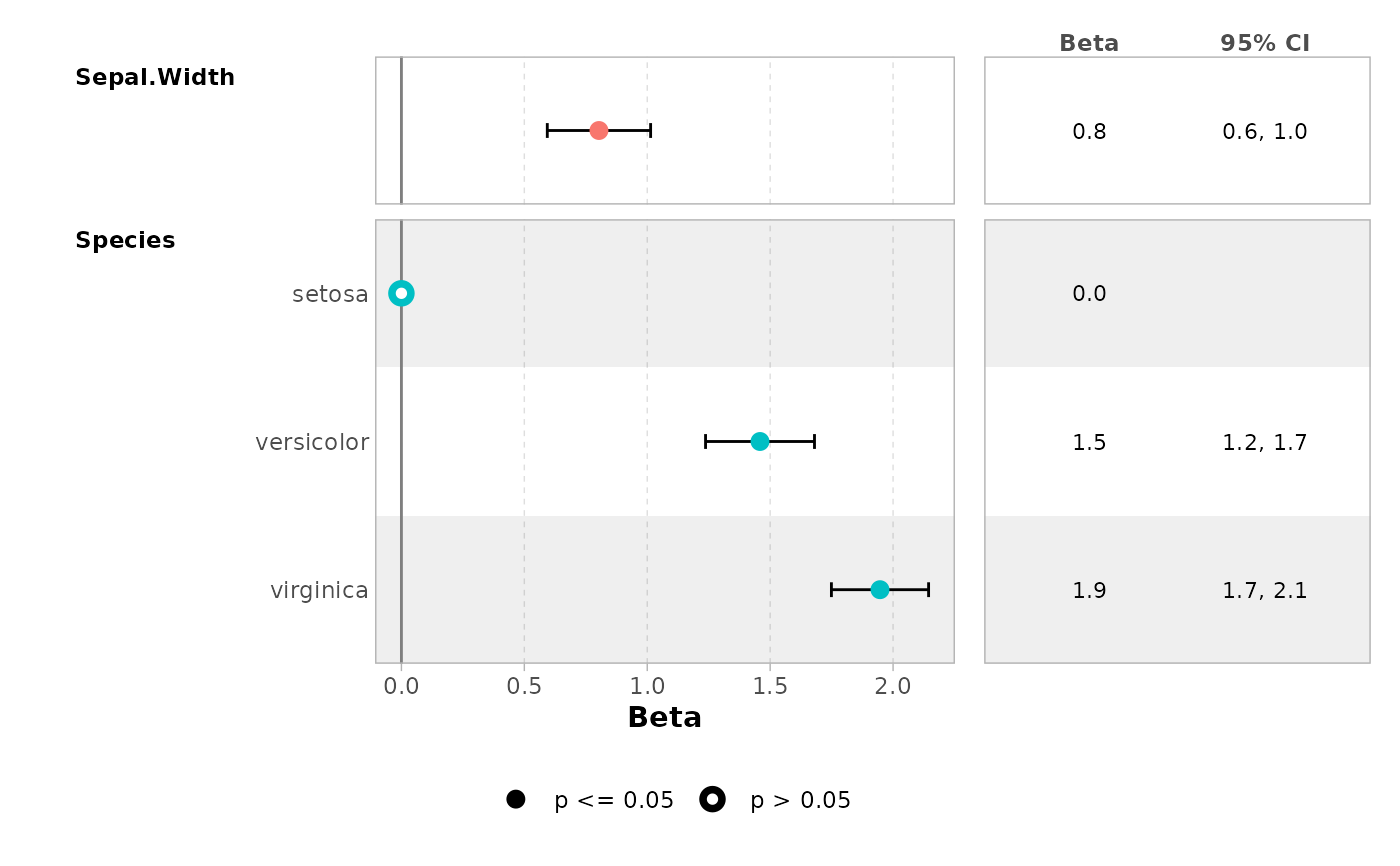 Beta 95% CI
Sepal.Width
0.8 0.6, 1.0
Species
setosa 0.0
versicolor 1.5 1.2, 1.7
virginica 1.9 1.7, 2.1
0.0 0.5 1.0 1.5 2.0
Beta
p <= 0.05 p > 0.05